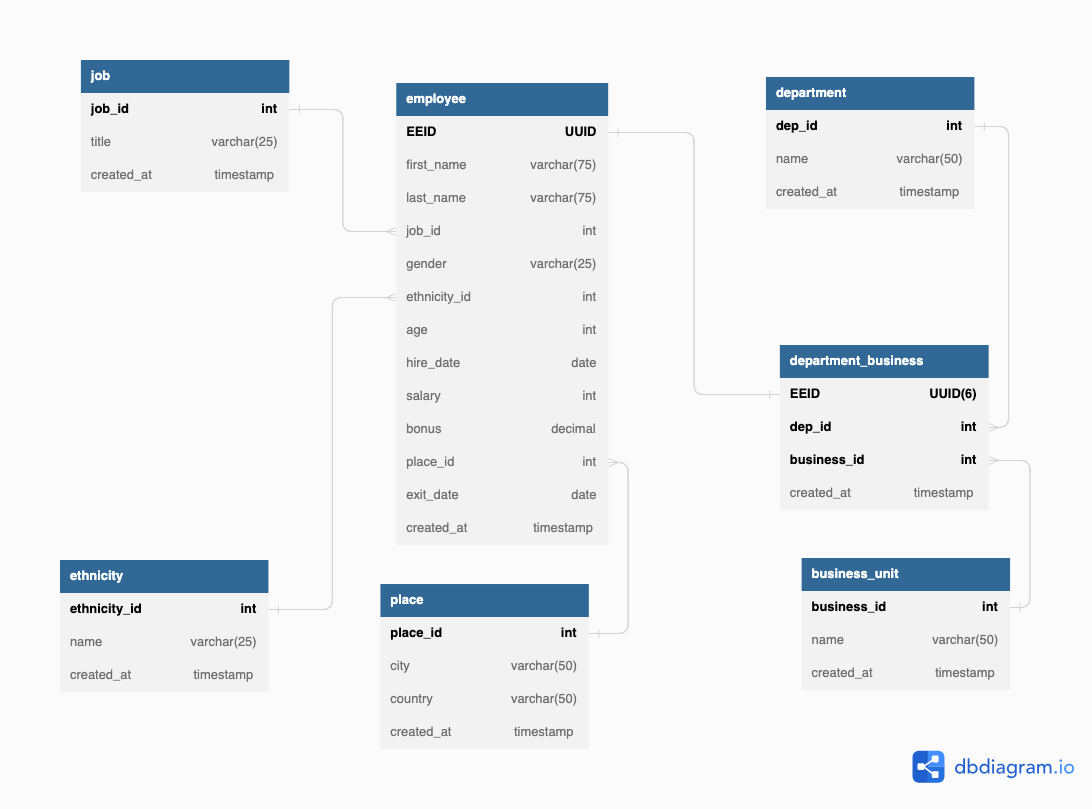 job
job_id int
title varchar(25)
created_at timestamp
employee
EEID UUID
first_name varchar(75)
last_name varchar(75)
job_id int
gender varchar(25)
ethnicity_id int
age int
hire_date date
salary int
bonus decimal
place_id int
exit_date date
created_at timestamp
department
dep_id int
name varchar(50)
created_at timestamp
department_business
EEID UUID(6)
dep_id int
business_id int
created_at timestamp
ethnicity
ethnicity_id int
name varchar(25)
created_at timestamp
place
place_id int
city varchar(50)
country varchar(50)
created_at timestamp
business_unit
business_id int
name varchar(50)
created_at timestamp
dbdiagram.io